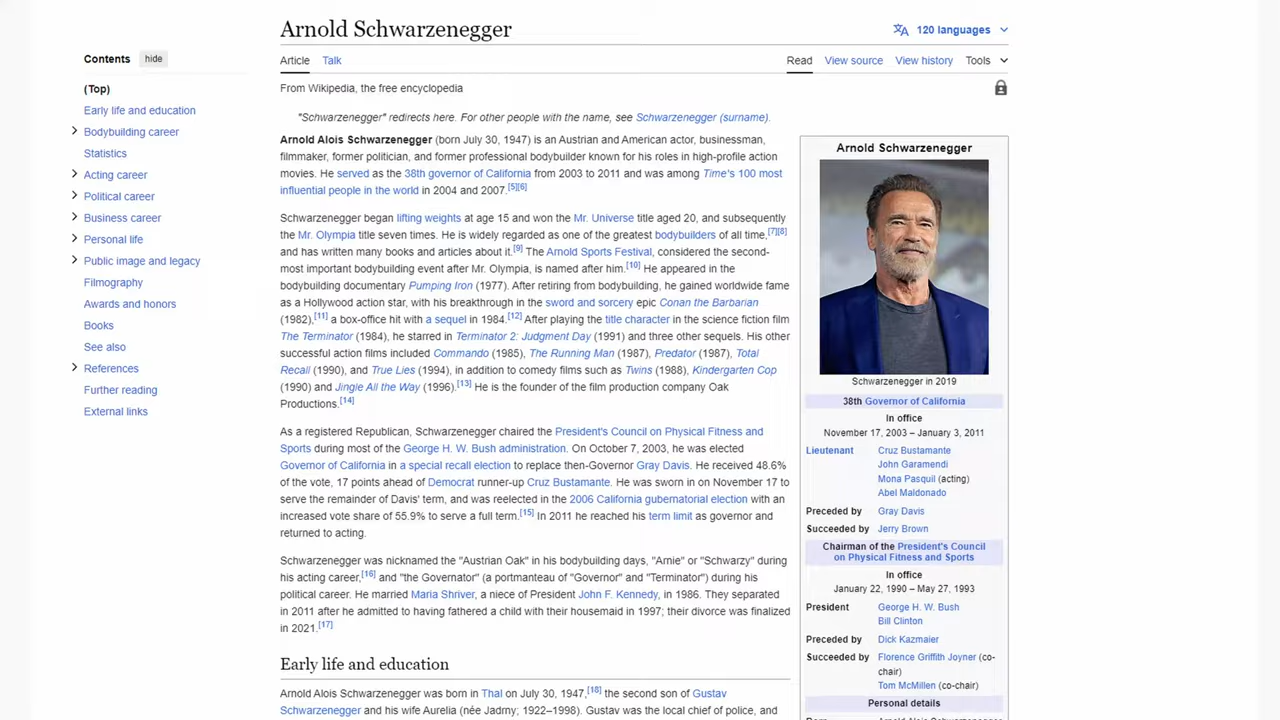 Arnold Schwarzenegger
120 languages
Contents hide
(Top)
Early life and education
Bodybuilding career
Statistics
Acting career
Political career
Business career
Personal life
Public image and legacy
Filmography
Awards and honors
Books
See also
References
Further reading
External links
Article Talk
Read View source View history Tools
From Wikipedia, the free encyclopedia
"Schwarzenegger" redirects here. For other people with the name, see Schwarzenegger (surname).
Arnold Alois Schwarzenegger (born July 30, 1947) is an Austrian and American actor, businessman,
filmmaker, former politician, and former professional bodybuilder known for his roles in high-profile action
movies. He served as the 38th governor of California from 2003 to 2011 and was among Time's 100 most
influential people in the world in 2004 and 2007.[5][6]
Schwarzenegger began lifting weights at age 15 and won the Mr. Universe title aged 20, and subsequently
the Mr. Olympia title seven times. He is widely regarded as one of the greatest bodybuilders of all time,[7][8]
and has written many books and articles about it.[9] The Arnold Sports Festival, considered the second-
most important bodybuilding event after Mr. Olympia, is named after him.[10] He appeared in the
bodybuilding documentary Pumping Iron (1977). After retiring from bodybuilding, he gained worldwide fame
as a Hollywood action star, with his breakthrough in the sword and sorcery epic Conan the Barbarian
(1982),[11] a box-office hit with a sequel in 1984.[12] After playing the title character in the science fiction film
The Terminator (1984), he starred in Terminator 2: Judgment Day (1991) and three other sequels. His other
successful action films included Commando (1985), The Running Man (1987), Predator (1987), Total
Recall (1990), and True Lies (1994), in addition to comedy films such as Twins (1988), Kindergarten Cop
(1990) and Jingle All the Way (1996).[13] He is the founder of the film production company Oak
Productions.[14]
As a registered Republican, Schwarzenegger chaired the President's Council on Physical Fitness and
Sports during most of the George H. W. Bush administration. On October 7, 2003, he was elected
Governor of California in a special recall election to replace then-Governor Gray Davis. He received 48.6%
of the vote, 17 points ahead of Democrat runner-up Cruz Bustamante. He was sworn in on November 17 to
serve the remainder of Davis' term, and was reelected in the 2006 California gubernatorial election with an
increased vote share of 55.9% to serve a full term.[15] In 2011 he reached his term limit as governor and
returned to acting.
Schwarzenegger was nicknamed the "Austrian Oak" in his bodybuilding days, "Arnie" or "Schwarzy" during
his acting career,[16] and "the Governator" (a portmanteau of "Governor" and "Terminator") during his
political career. He married Maria Shriver, a niece of President John F. Kennedy, in 1986. They separated
in 2011 after he admitted to having fathered a child with their housemaid in 1997; their divorce was finalized
in 2021.[17]
Early life and education
Arnold Alois Schwarzenegger was born in Thal on July 30, 1947,[18] the second son of Gustav
Schwarzenegger and his wife Aurelia (née Jadrny; 1922–1998). Gustav was the local chief of police, and
Arnold Schwarzenegger
Schwarzenegger in 2019
38th Governor of California
In office
November 17, 2003 – January 3, 2011
Lieutenant Cruz Bustamante
John Garamendi
Mona Pasquil (acting)
Abel Maldonado
Preceded by Gray Davis
Succeeded by Jerry Brown
Chairman of the President's Council
on Physical Fitness and Sports
In office
January 22, 1990 – May 27, 1993
President George H. W. Bush
Bill Clinton
Preceded by Dick Kazmaier
Succeeded by Florence Griffith Joyner (co-
chair)
Tom McMillen (co-chair)
Personal details